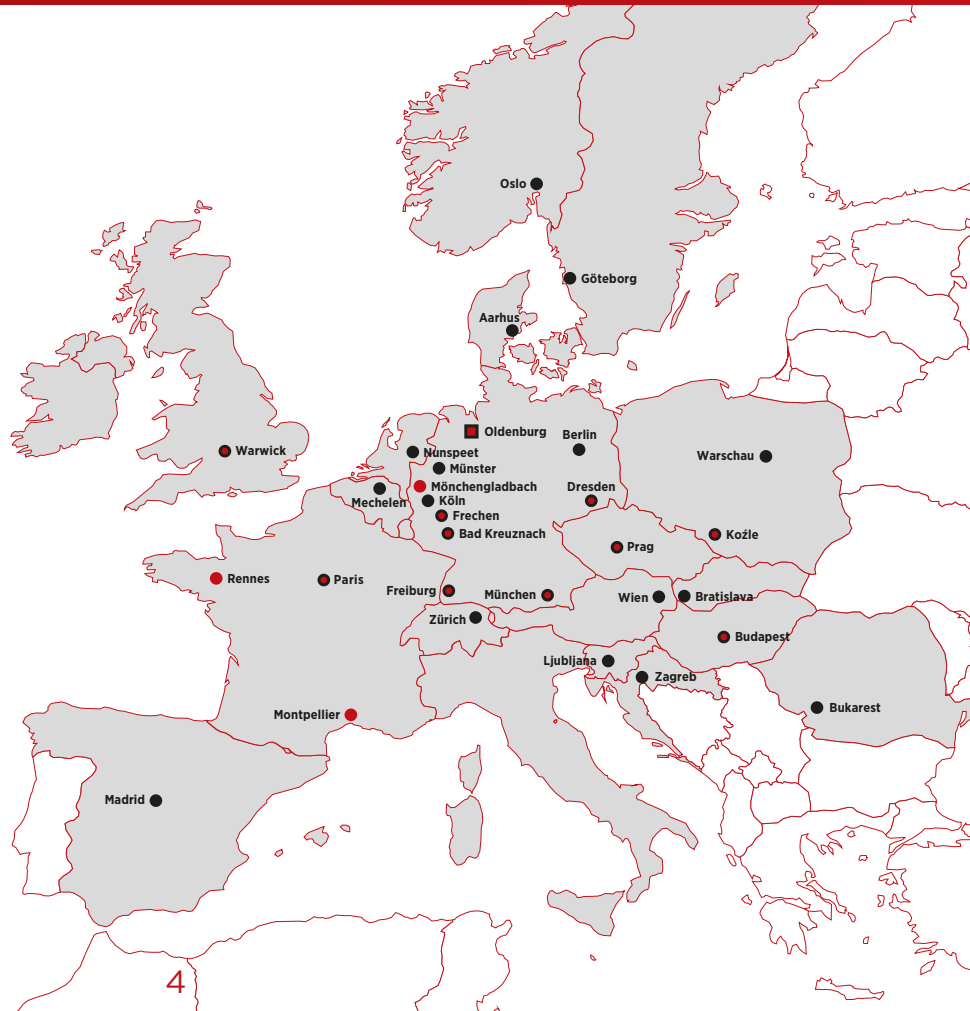 Oslo
Göteborg
Aarhus
Oldenburg
Berlin
Warwick
Nunspeet
Warschau
Münster
Mönchengladbach
Dresden
Mechelen
Köln
Frechen
Bad Kreuznach
Koźle
Prag
Rennes
Paris
Freiburg
München
Wien
Bratislava
Zürich
Budapest
Ljubljana
Zagreb
Montpellier
Bukarest
Madrid
4